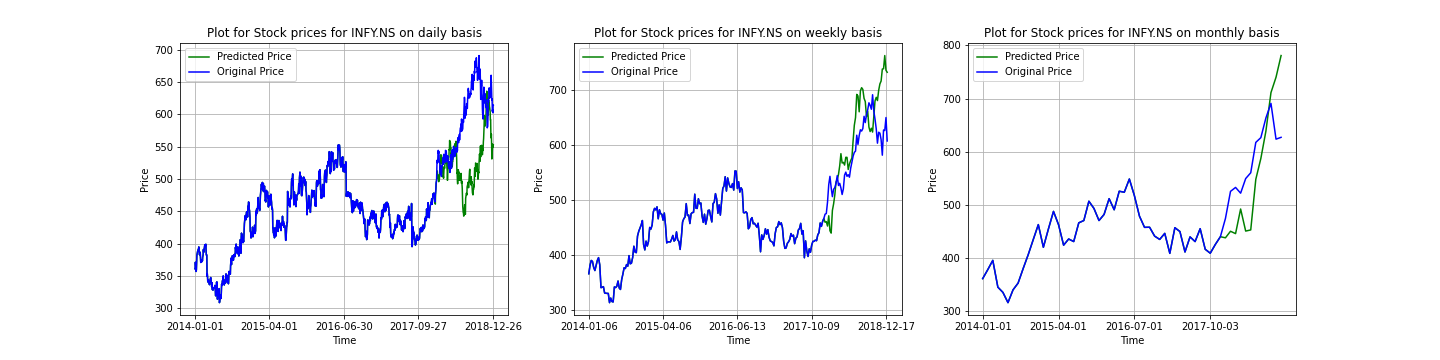 Plot for Stock prices for INFY.NS on daily basis
Predicted Price
Original Price
700
650
600
550
500
450
400
350
300
Price
2014-01-01 2015-04-01 2016-06-30 2017-09-27 2018-12-26
Time
Plot for Stock prices for INFY.NS on weekly basis
Predicted Price
Original Price
700
600
500
400
300
Price
2014-01-06 2015-04-06 2016-06-13 2017-10-09 2018-12-17
Time
Plot for Stock prices for INFY.NS on monthly basis
Predicted Price
Original Price
800
700
600
500
400
300
Price
2014-01-01 2015-04-01 2016-07-01 2017-10-03
Time